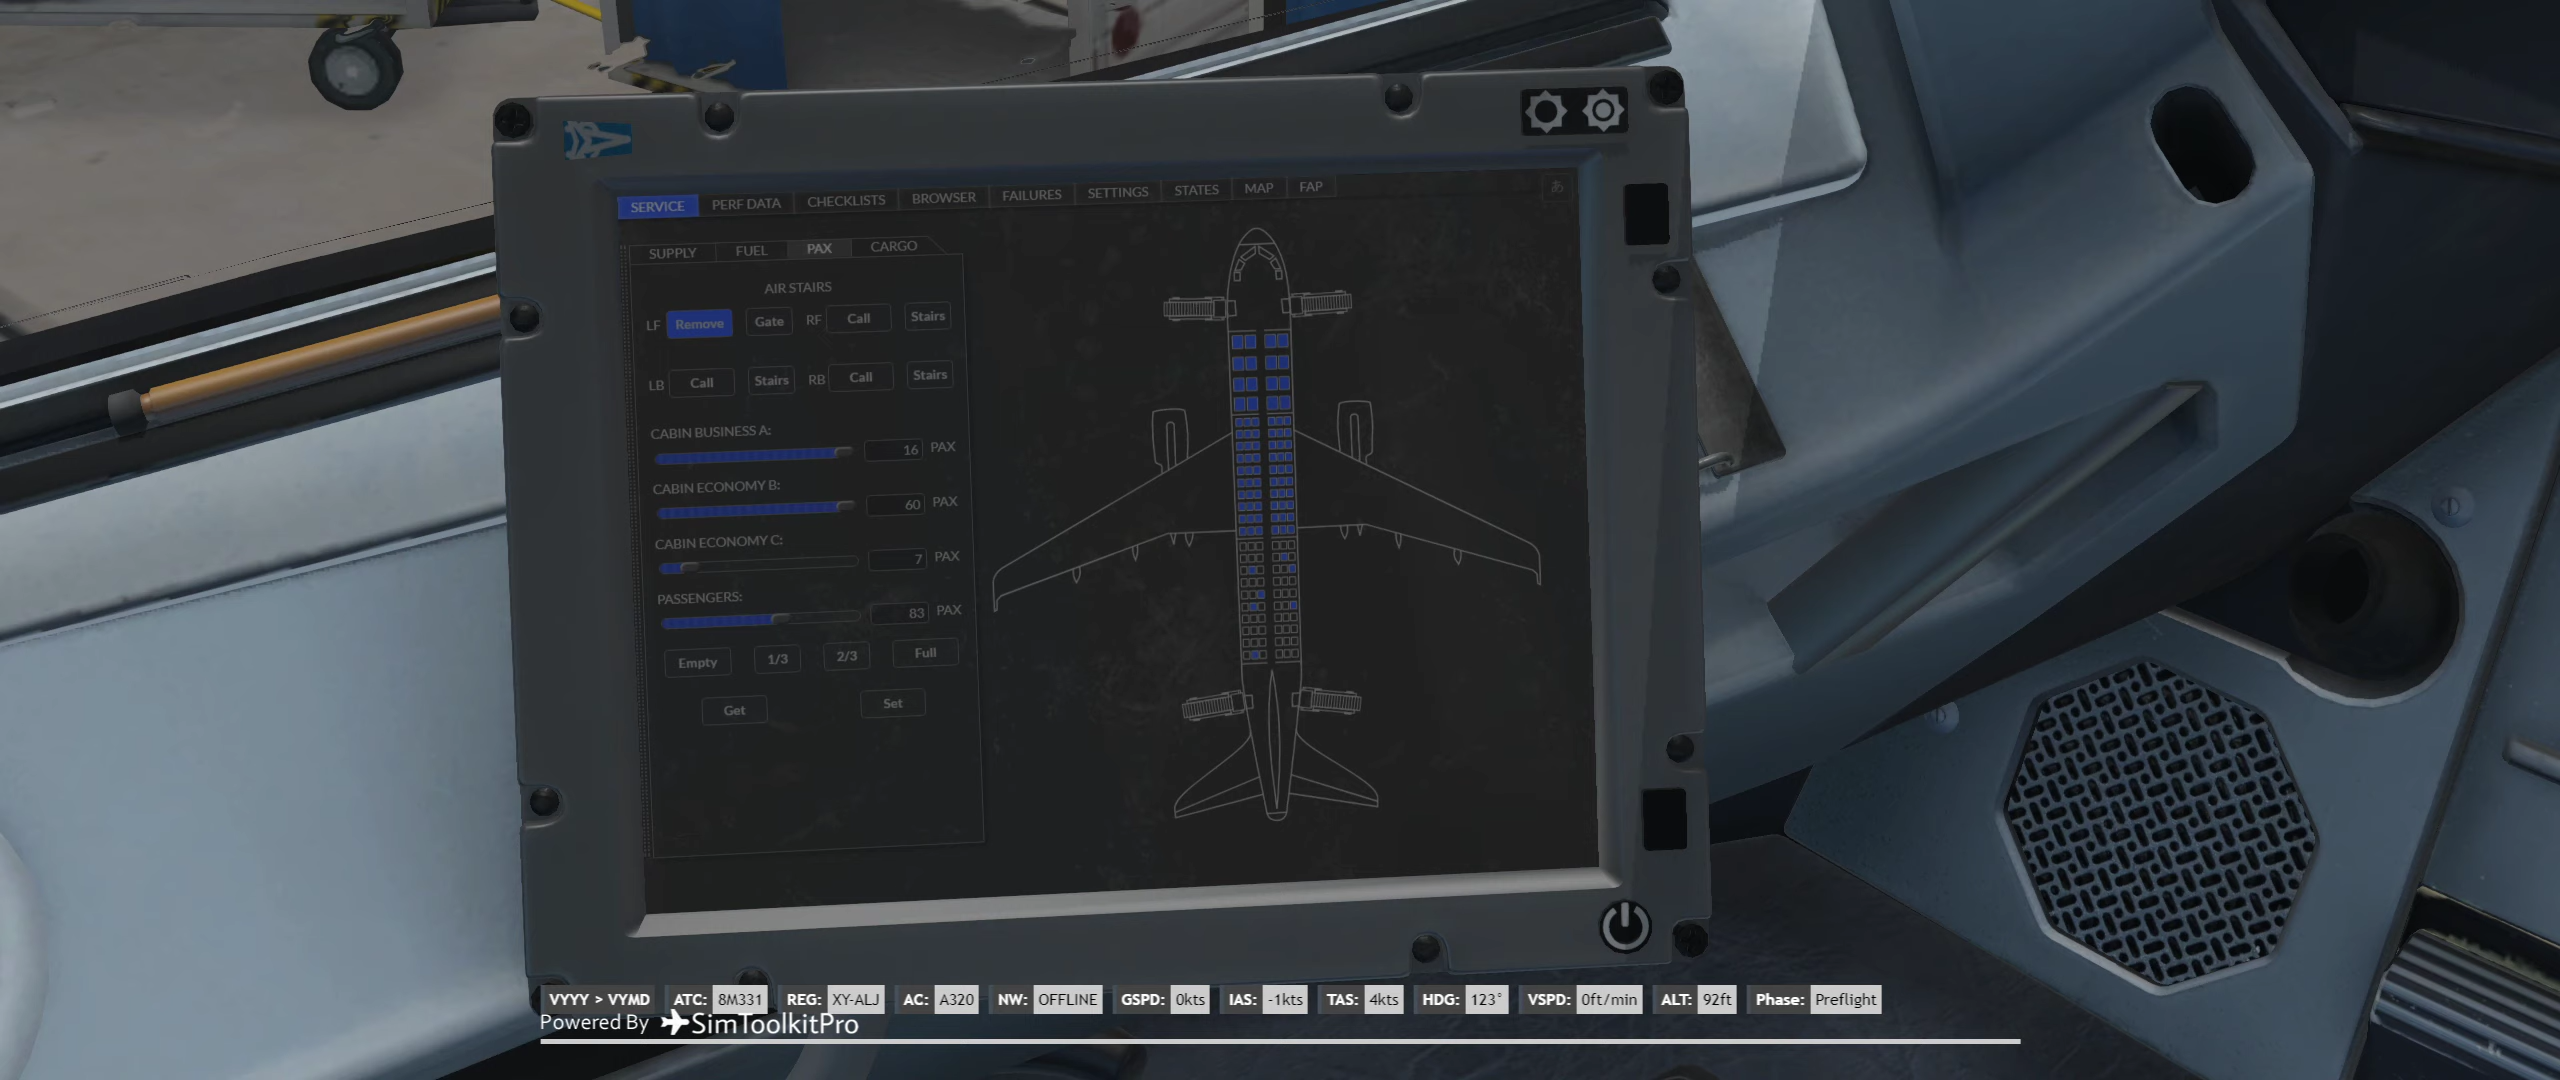 SERVICE PERF DATA CHECKLISTS BROWSER FAILURES SETTINGS STATES MAP FAP あ
SUPPLY FUEL PAX CARGO
AIR STAIRS
LF Remove Gate RF Call Stairs
LB Call Stairs RB Call Stairs
CABIN BUSINESS A:
16 PAX
CABIN ECONOMY B:
60 PAX
CABIN ECONOMY C:
7 PAX
PASSENGERS:
83 PAX
Empty 1/3 2/3 Full
Get Set
VYYY > VYMD ATC: 8M331 REG: XY-ALJ AC: A320 NW: OFFLINE GSPD: 0kts IAS: -1kts TAS: 4kts HDG: 123° VSPD: 0ft/min ALT: 92ft Phase: Preflight
Powered By SimToolkitPro